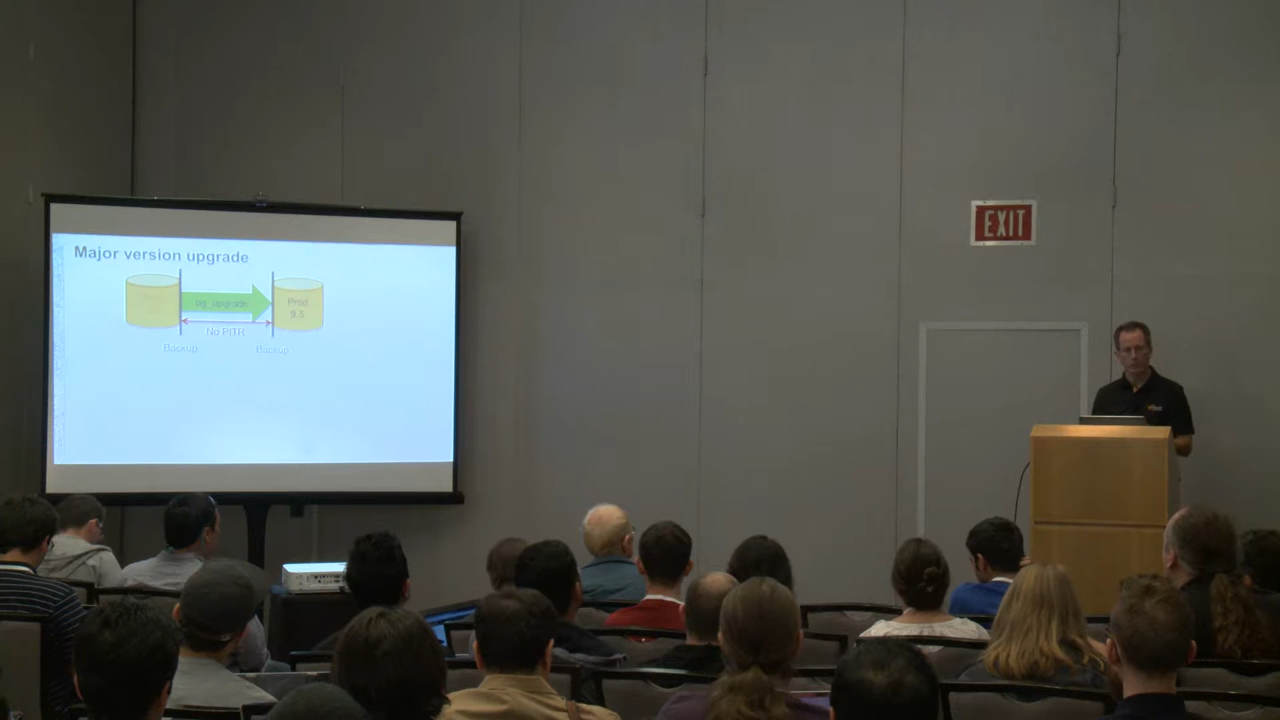 Major version upgrade
pg_upgrade
Prod
9.5
No PITR
Backup
Backup
EXIT